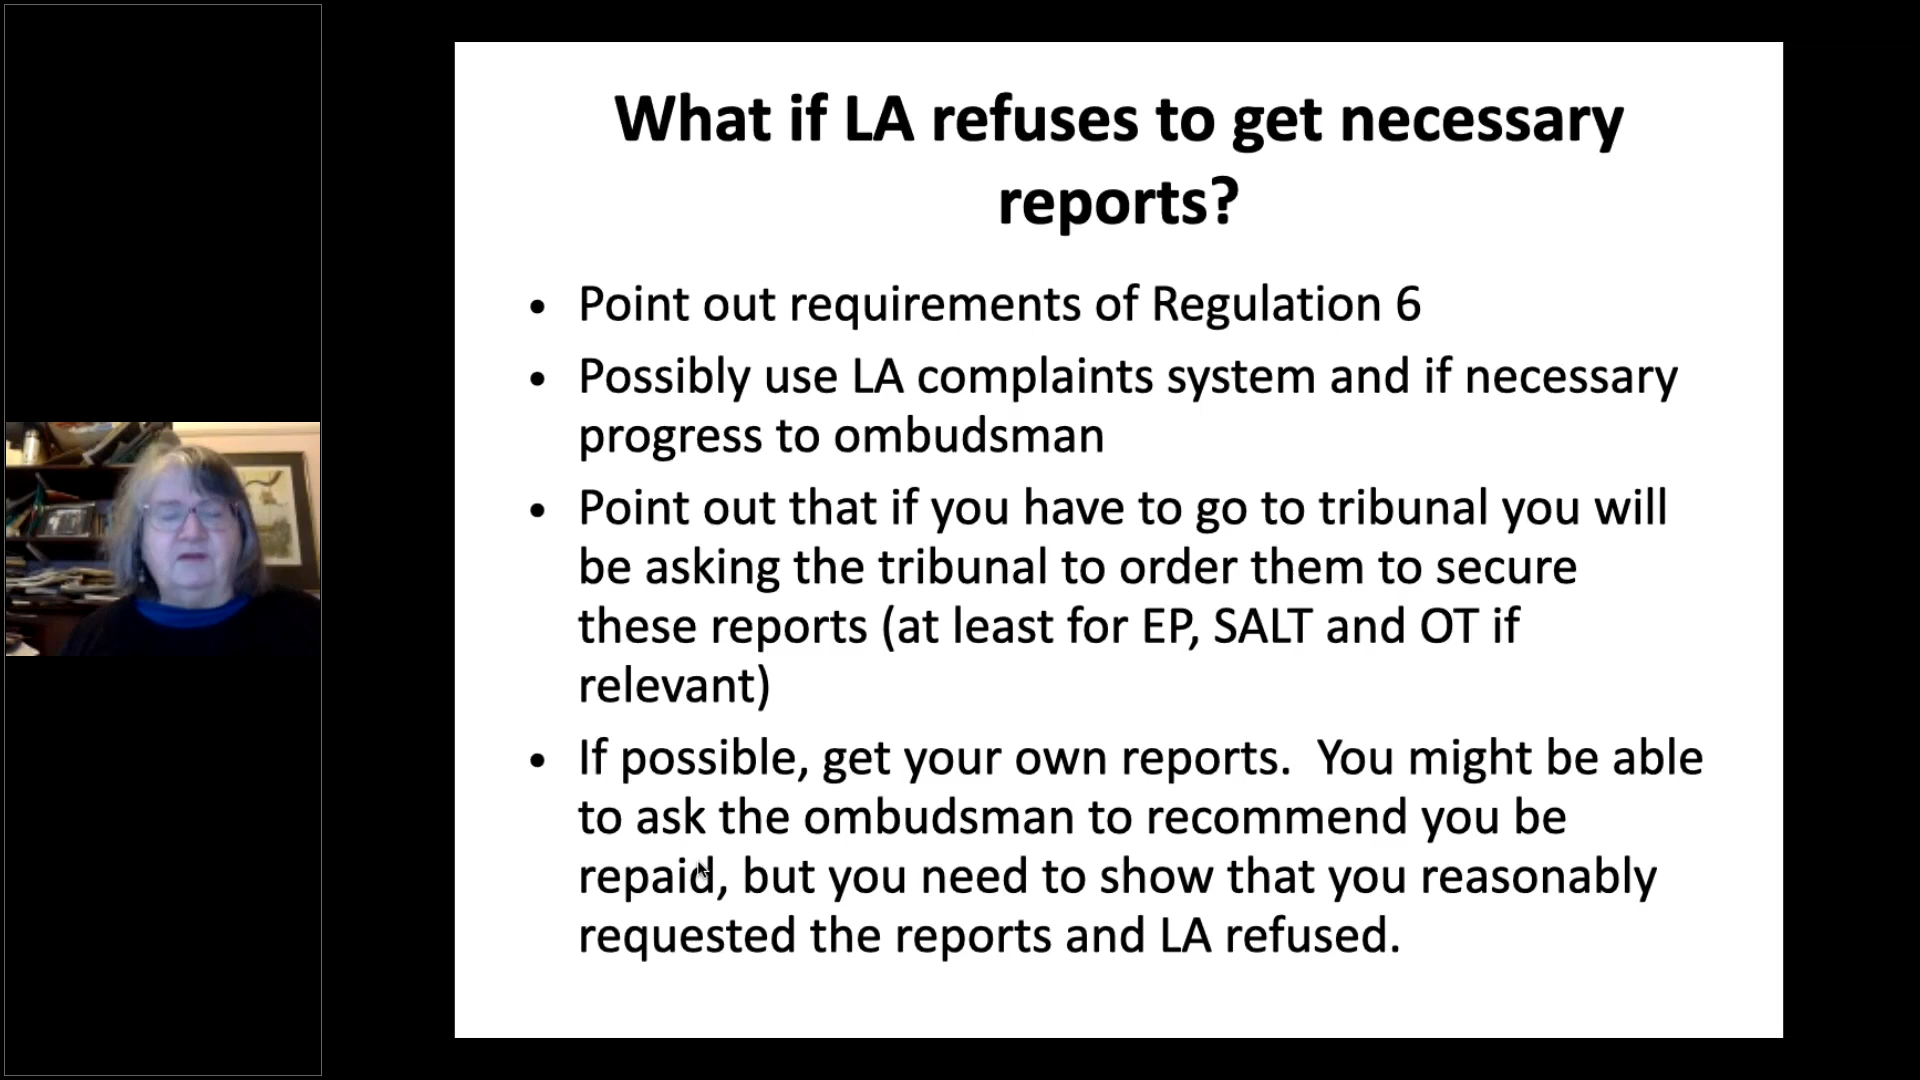 What if LA refuses to get necessary
reports?
• Point out requirements of Regulation 6
• Possibly use LA complaints system and if necessary
progress to ombudsman
• Point out that if you have to go to tribunal you will
be asking the tribunal to order them to secure
these reports (at least for EP, SALT and OT if
relevant)
• If possible, get your own reports.  You might be able
to ask the ombudsman to recommend you be
repaid, but you need to show that you reasonably
requested the reports and LA refused.